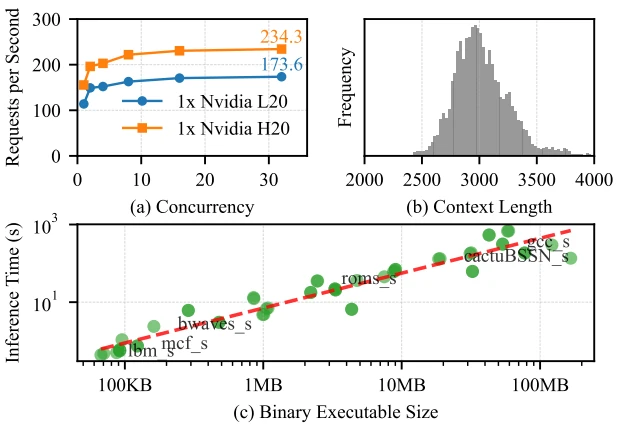 Requests per Second
300
200
100
0
234.3
173.6
1x Nvidia L20
1x Nvidia H20
0 10 20 30
(a) Concurrency
Frequency
2000 2500 3000 3500 4000
(b) Context Length
Inference Time (s)
10³
10¹
gcc_s
cactuBSSN_s
roms_s
bwaves_s
mcf_s
lbm_s
100KB 1MB 10MB 100MB
(c) Binary Executable Size